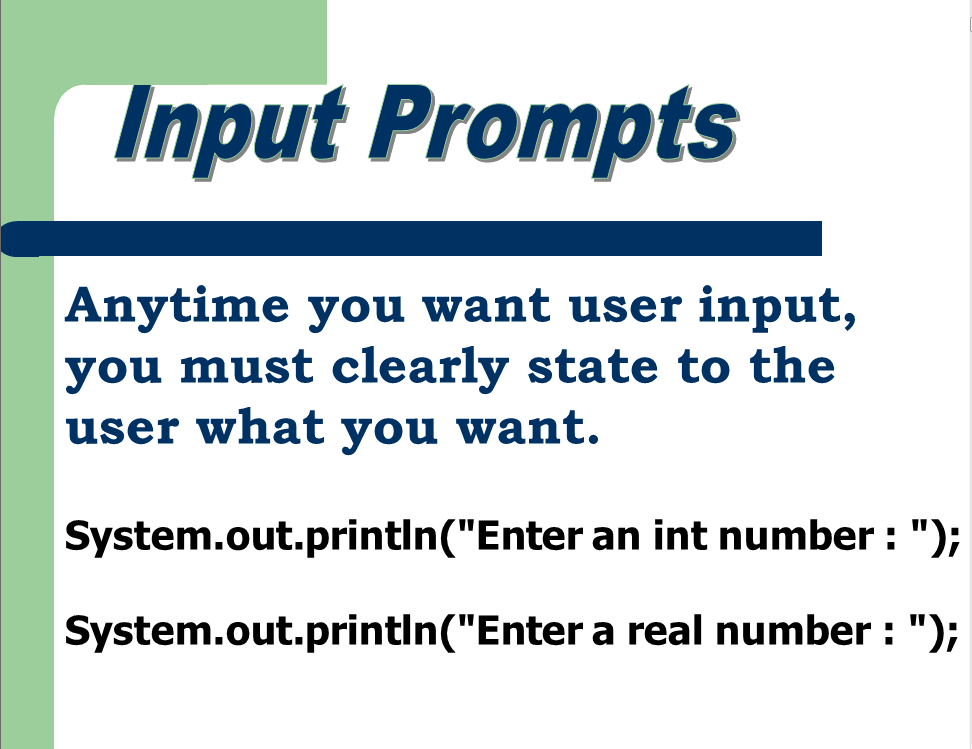 Input Prompts
Anytime you want user input,
you must clearly state to the
user what you want.
System.out.println("Enter an int number : ");
System.out.println("Enter a real number : ");